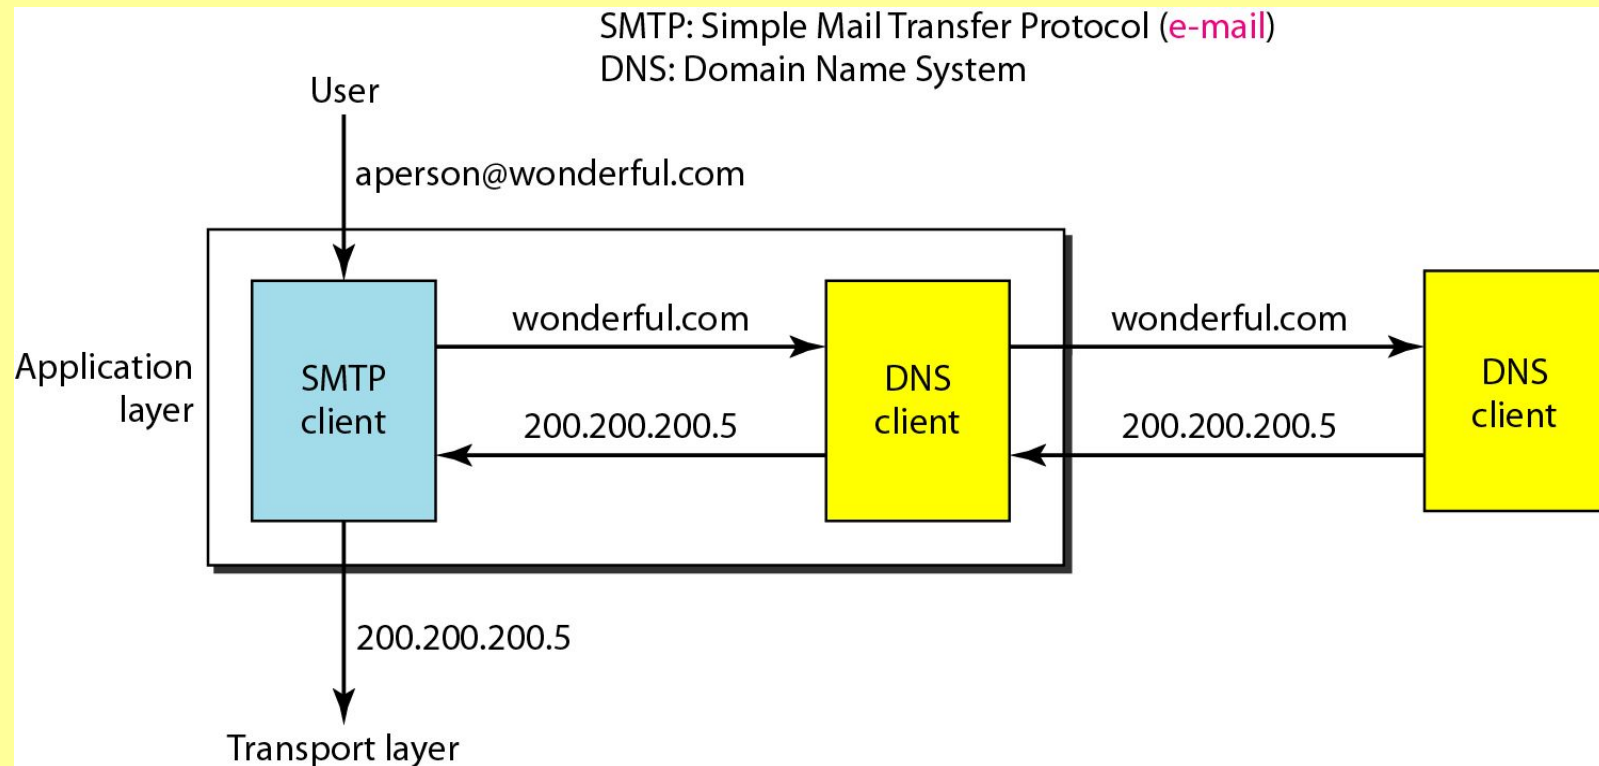 SMTP: Simple Mail Transfer Protocol (e-mail)
DNS: Domain Name System
User
aperson@wonderful.com
Application
layer
SMTP
client
wonderful.com
200.200.200.5
DNS
client
wonderful.com
200.200.200.5
DNS
client
200.200.200.5
Transport layer